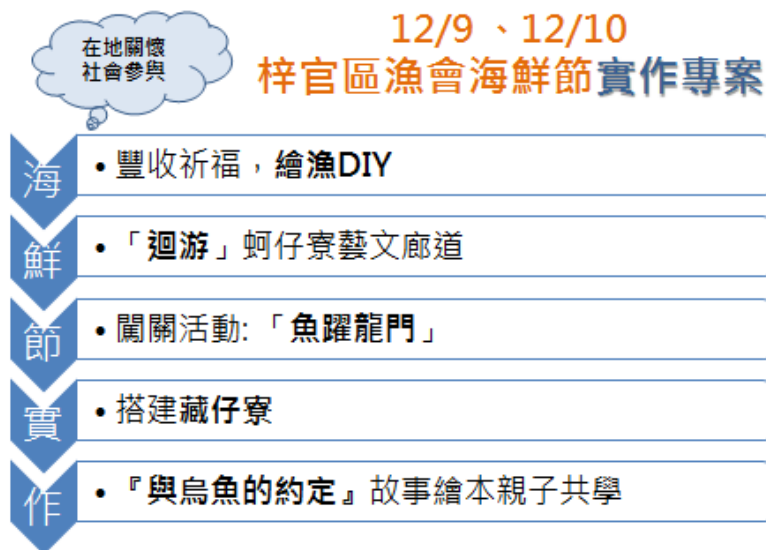 在地關懷
社會參與
12/9 、12/10
梓官區漁會海鮮節實作專案
海
• 豐收祈福，繪漁DIY
鮮
• 「迴游」蚵仔寮藝文廊道
節
• 闖關活動: 「魚躍龍門」
實
• 搭建藏仔寮
作
• 『與烏魚的約定』故事繪本親子共學